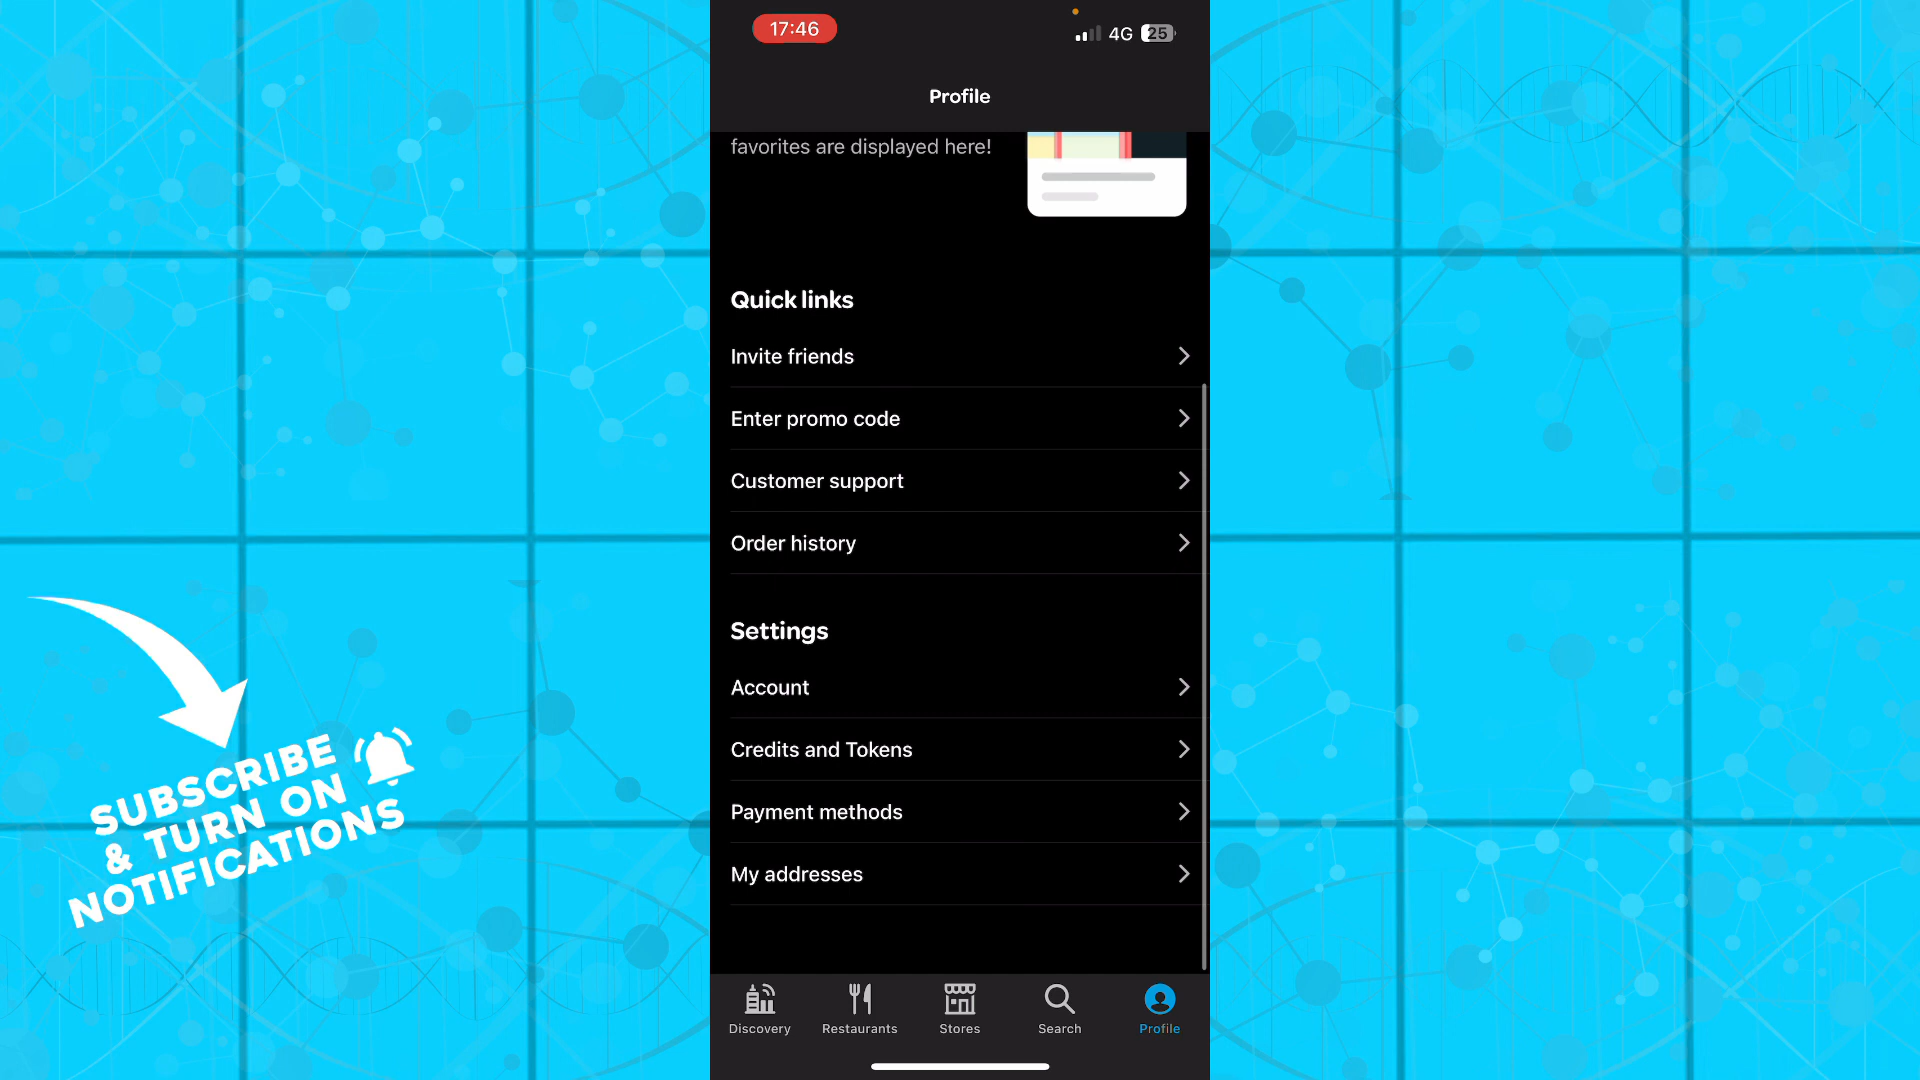 17:46
4G 25
Profile
favorites are displayed here!
Quick links
Invite friends
Enter promo code
Customer support
Order history
Settings
Account
Credits and Tokens
Payment methods
My addresses
Discovery
Restaurants
Stores
Search
Profile
SUBSCRIBE
& TURN ON
NOTIFICATIONS